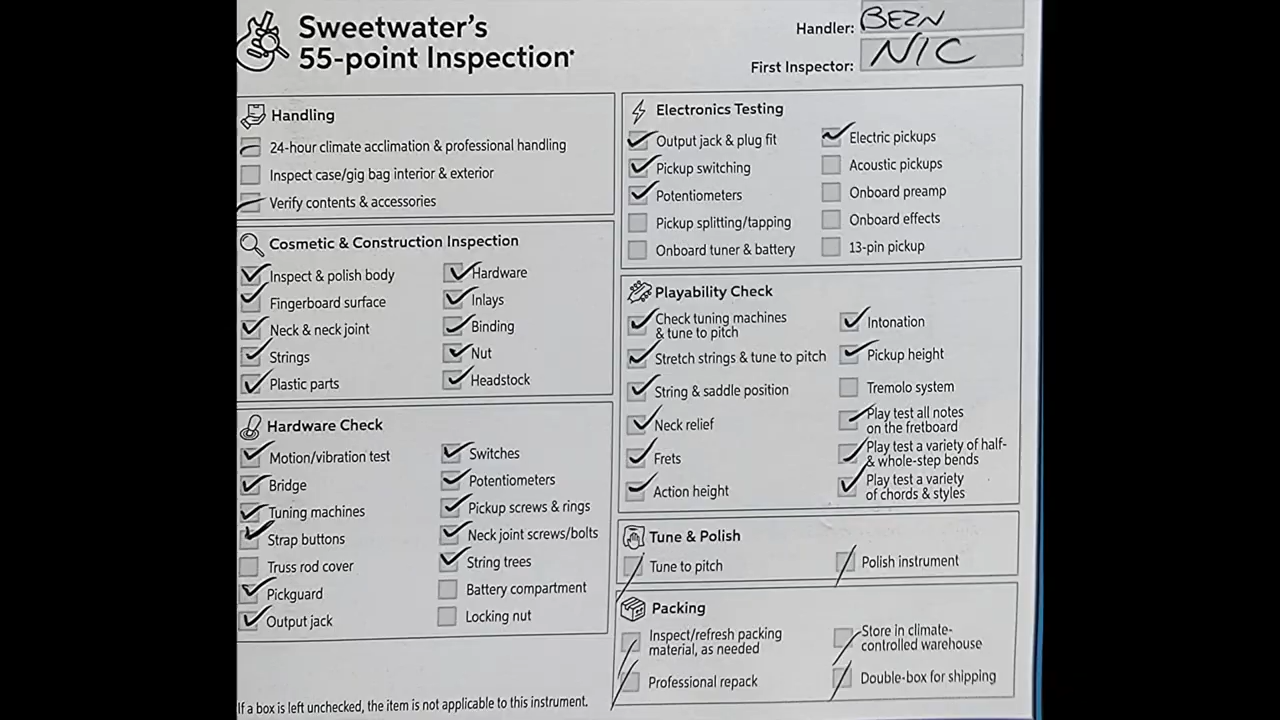 Sweetwater's
55-point Inspection*
Handler: BEZN
First Inspector: NIC
Handling
24-hour climate acclimation & professional handling
Inspect case/gig bag interior & exterior
Verify contents & accessories
Cosmetic & Construction Inspection
Inspect & polish body
Fingerboard surface
Neck & neck joint
Strings
Plastic parts
Hardware
Inlays
Binding
Nut
Headstock
Hardware Check
Motion/vibration test
Bridge
Tuning machines
Strap buttons
Truss rod cover
Pickguard
Output jack
Switches
Potentiometers
Pickup screws & rings
Neck joint screws/bolts
String trees
Battery compartment
Locking nut
If a box is left unchecked, the item is not applicable to this instrument.
Electronics Testing
Output jack & plug fit
Pickup switching
Potentiometers
Pickup splitting/tapping
Onboard tuner & battery
Electric pickups
Acoustic pickups
Onboard preamp
Onboard effects
13-pin pickup
Playability Check
Check tuning machines
& tune to pitch
Stretch strings & tune to pitch
String & saddle position
Neck relief
Frets
Action height
Intonation
Pickup height
Tremolo system
Play test all notes
on the fretboard
Play test a variety of half-
& whole-step bends
Play test a variety
of chords & styles
Tune & Polish
Tune to pitch
Polish instrument
Packing
Inspect/refresh packing
material, as needed
Professional repack
Store in climate-
controlled warehouse
Double-box for shipping